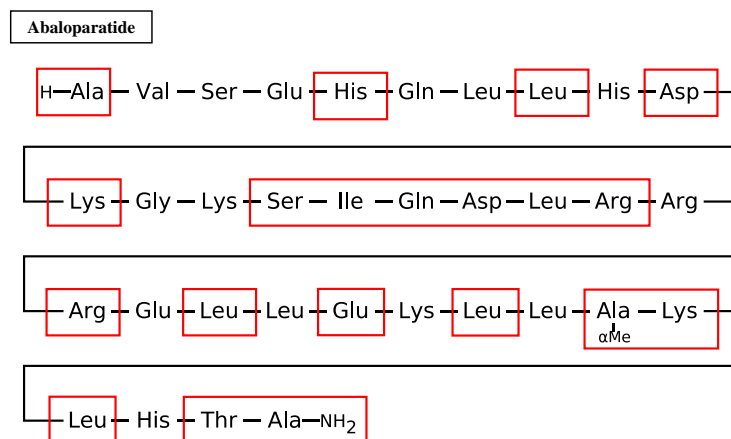 Abaloparatide
H—Ala — Val — Ser — Glu — His — Gln — Leu — Leu — His — Asp —
— Lys — Gly — Lys — Ser — Ile — Gln — Asp — Leu — Arg — Arg —
— Arg — Glu — Leu — Leu — Glu — Lys — Leu — Leu — Ala — Lys —
αMe
— Leu — His — Thr — Ala—NH₂